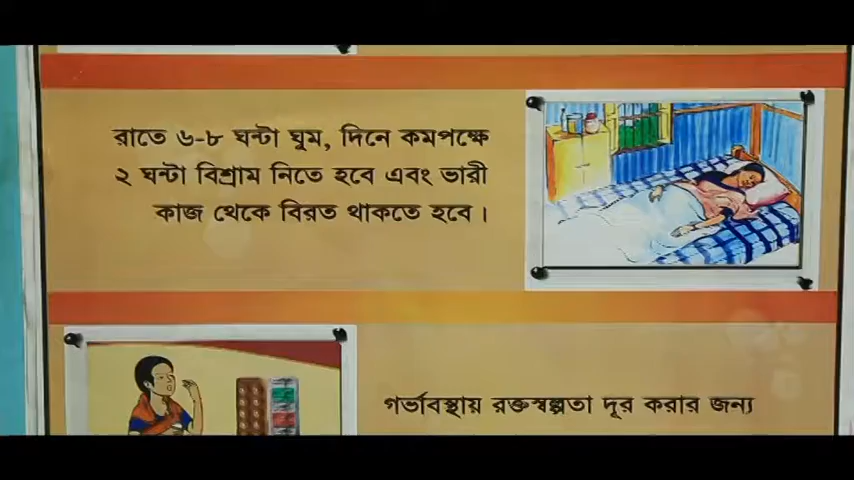 রাতে ৬-৮ ঘন্টা ঘুম, দিনে কমপক্ষে
২ ঘন্টা বিশ্রাম নিতে হবে এবং ভারী
কাজ থেকে বিরত থাকতে হবে।
গর্ভাবস্থায় রক্তস্বল্পতা দূর করার জন্য